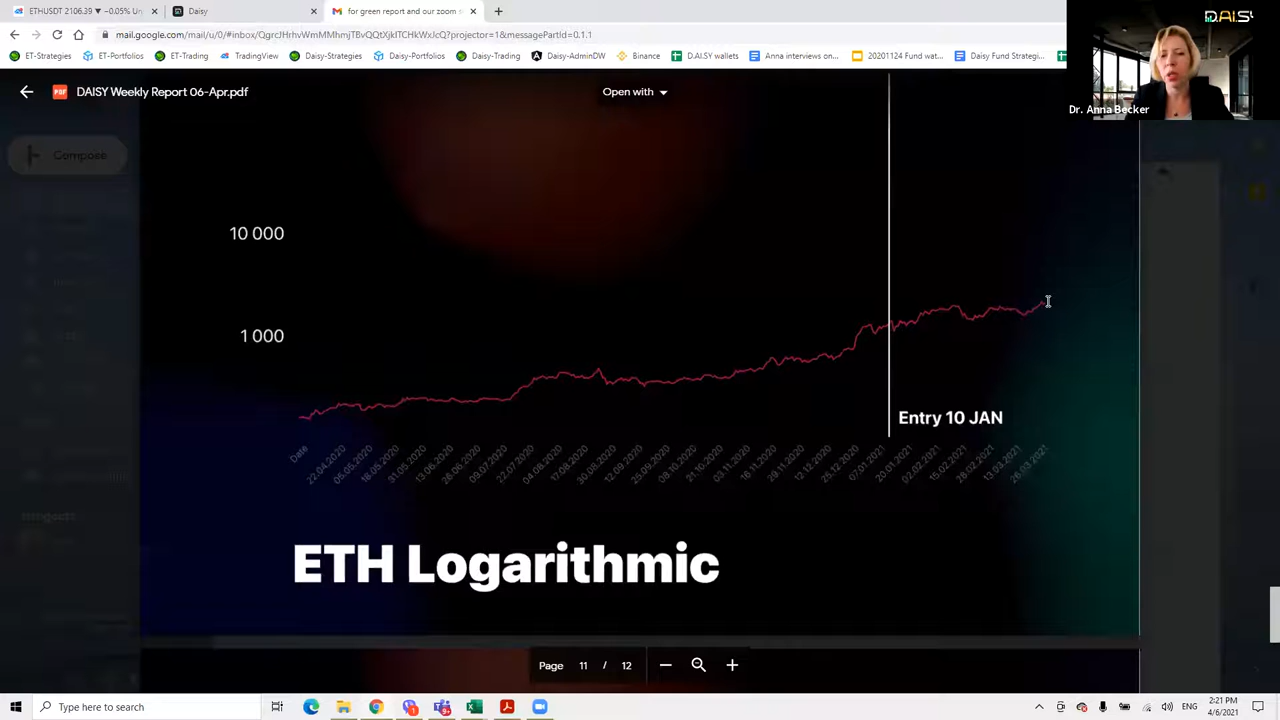 ETHUSDT 2106.39 ▼ −0.05% Un
Daisy
for green report and our zoom
mail.google.com/mail/u/0/#inbox/QgrcJHrhvWmMMhmjTBvQQtXjkITCHkWxJcQ?projector=1&messagePartId=0.1.1
ET-Strategies
ET-Portfolios
ET-Trading
TradingView
Daisy-Strategies
Daisy-Portfolios
Daisy-Trading
Daisy-AdminDW
Binance
D.AI.SY wallets
Anna interviews on...
20201124 Fund wat...
Daisy Fund Strategi...
D.AI.SY
Dr. Anna Becker
PDF
DAISY Weekly Report 06-Apr.pdf
Open with
Compose
10 000
1 000
Entry 10 JAN
Date
22.04.2020
05.05.2020
18.05.2020
31.05.2020
13.06.2020
26.06.2020
09.07.2020
22.07.2020
04.08.2020
17.08.2020
30.08.2020
12.09.2020
25.09.2020
08.10.2020
21.10.2020
03.11.2020
16.11.2020
29.11.2020
12.12.2020
25.12.2020
07.01.2021
20.01.2021
02.02.2021
15.02.2021
28.02.2021
13.03.2021
26.03.2021
ETH Logarithmic
Page 11 / 12
Type here to search
ENG
2:21 PM
4/6/2021